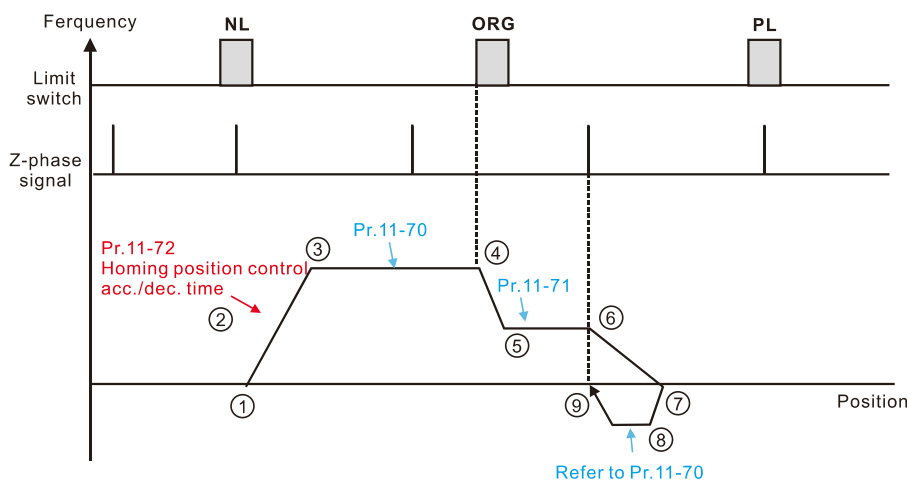 Ferquency
NL
ORG
PL
Limit
switch
Z-phase
signal
Pr.11-72
Homing position control
acc./dec. time
Pr.11-70
Pr.11-71
③
④
②
⑤
⑥
①
⑨
⑦
Position
⑧
Refer to Pr.11-70